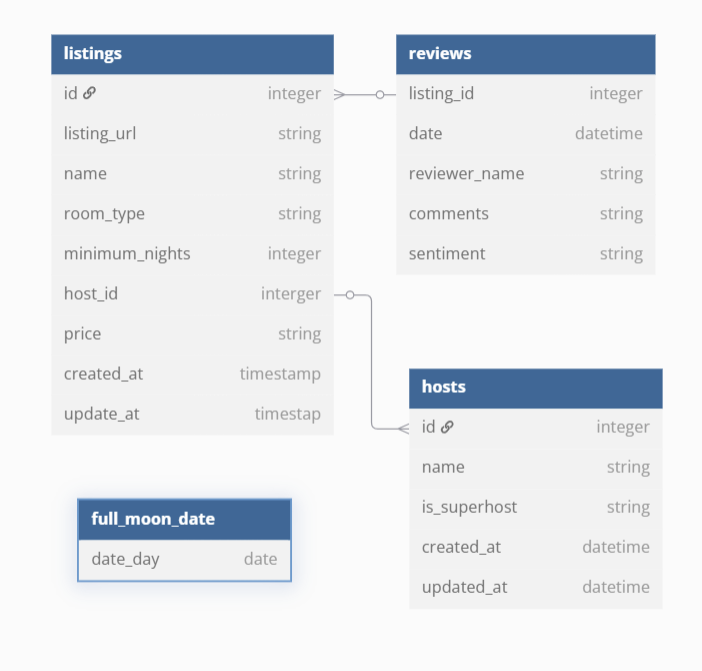 listings
id integer
listing_url string
name string
room_type string
minimum_nights integer
host_id interger
price string
created_at timestamp
update_at timestap
reviews
listing_id integer
date datetime
reviewer_name string
comments string
sentiment string
hosts
id integer
name string
is_superhost string
created_at datetime
updated_at datetime
full_moon_date
date_day date